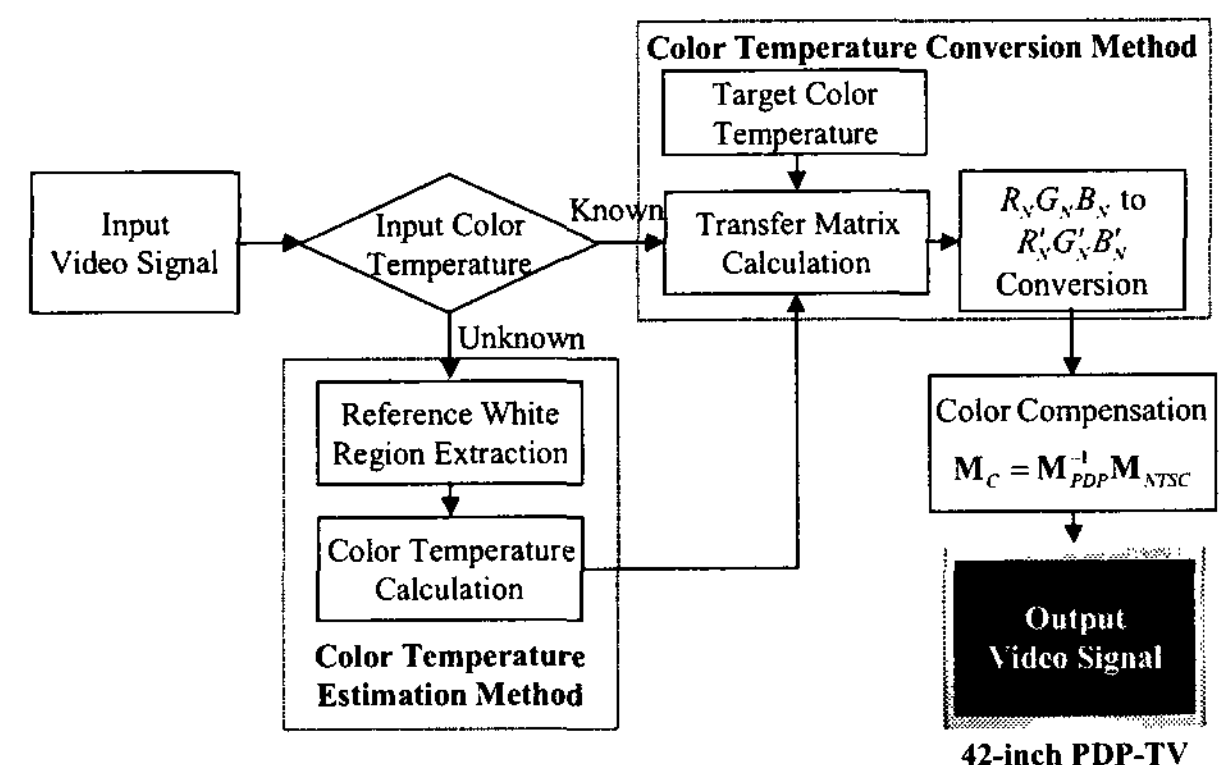 Color Temperature Conversion Method
Target Color
Temperature
Input
Video Signal
Input Color
Temperature
Known
Transfer Matrix
Calculation
R_N G_N B_N to
R'_N G'_N B'_N
Conversion
Unknown
Reference White
Region Extraction
Color Temperature
Calculation
Color Temperature
Estimation Method
Color Compensation
M_C = M_PDP^-1 M_NTSC
Output
Video Signal
42-inch PDP-TV